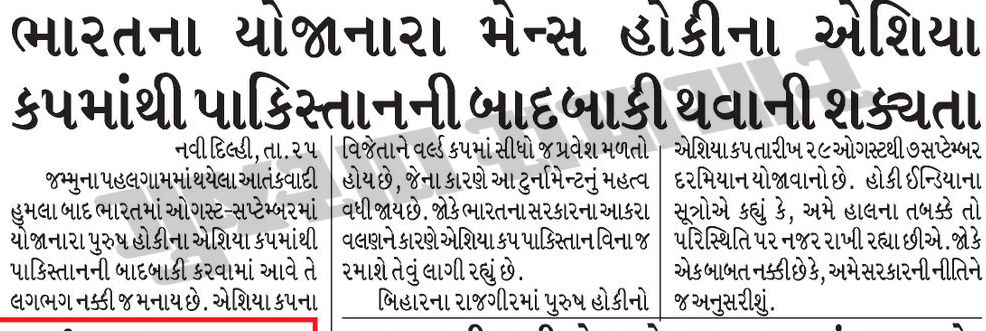 ભારતના યોજાનારા મેન્સ હોકીના એશિયા
કપમાંથી પાકિસ્તાનની બાદબાકી થવાની શક્યતા
નવી દિલ્હી, તા. ૨૫
જમ્મુના પહલગામમાં થયેલા આતંકવાદી
હુમલા બાદ ભારતમાં ઓગસ્ટ-સપ્ટેમ્બરમાં
યોજાનારા પુરુષ હોકીના એશિયા કપમાંથી
પાકિસ્તાનની બાદબાકી કરવામાં આવે તે
લગભગ નક્કી જ મનાય છે. એશિયા કપના
વિજેતાને વર્લ્ડ કપમાં સીધો જ પ્રવેશ મળતો
હોય છે, જેના કારણે આ ટુર્નામેન્ટનું મહત્વ
વધી જાય છે. જોકે ભારતના સરકારના આકરા
વલણને કારણે એશિયા કપ પાકિસ્તાન વિના જ
રમાશે તેવું લાગી રહ્યું છે.
બિહારના રાજગીરમાં પુરુષ હોકીનો
એશિયા કપ તારીખ ૨૯ ઓગસ્ટથી ૭ સપ્ટેમ્બર
દરમિયાન યોજાવાનો છે. હોકી ઈન્ડિયાના
સૂત્રોએ કહ્યું કે, અમે હાલના તબક્કે તો
પરિસ્થિતિ પર નજર રાખી રહ્યા છીએ. જોકે
એક બાબત નક્કી છે કે, અમે સરકારની નીતિને
જ અનુસરીશું.
ગુજરાત સમાચાર